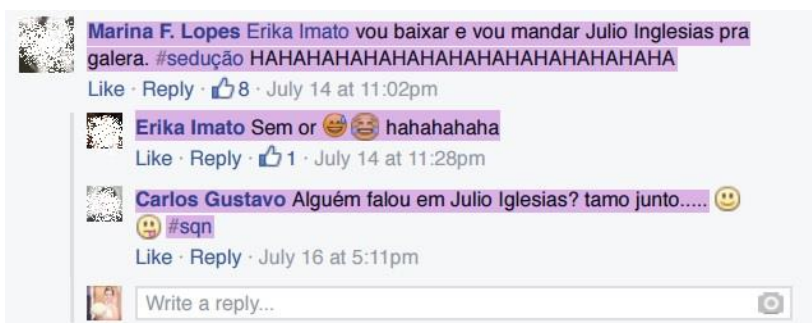 Marina F. Lopes Erika Imato vou baixar e vou mandar Julio Inglesias pra
galera. #sedução HAHAHAHAHAHAHAHAHAHAHAHAHAHAHA
Like · Reply · 8 · July 14 at 11:02pm
Erika Imato Sem or 😅😂 hahahahaha
Like · Reply · 1 · July 14 at 11:28pm
Carlos Gustavo Alguém falou em Julio Iglesias? tamo junto..... 🙂
😛 #sqn
Like · Reply · July 16 at 5:11pm
Write a reply...